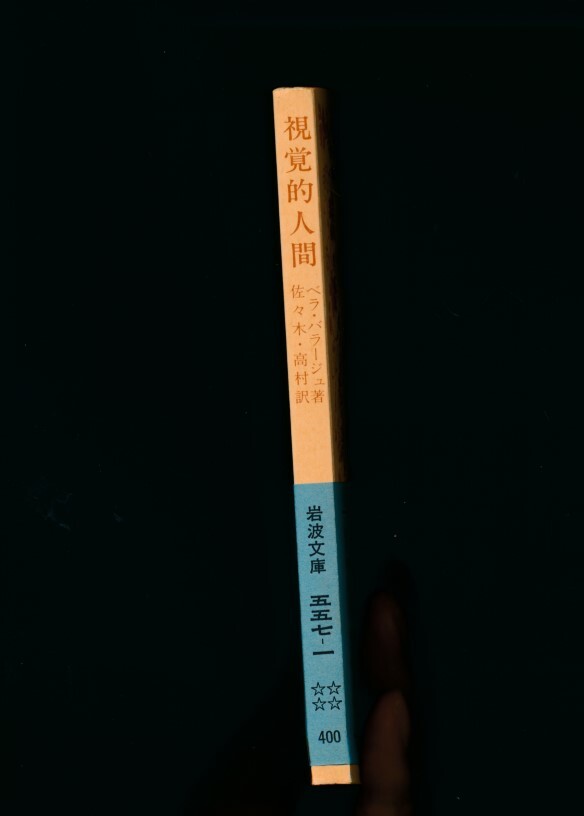 視覚的人間
ベラ・バラージュ著
佐々木・高村訳
岩波文庫
五五七-一
☆☆
☆☆
400